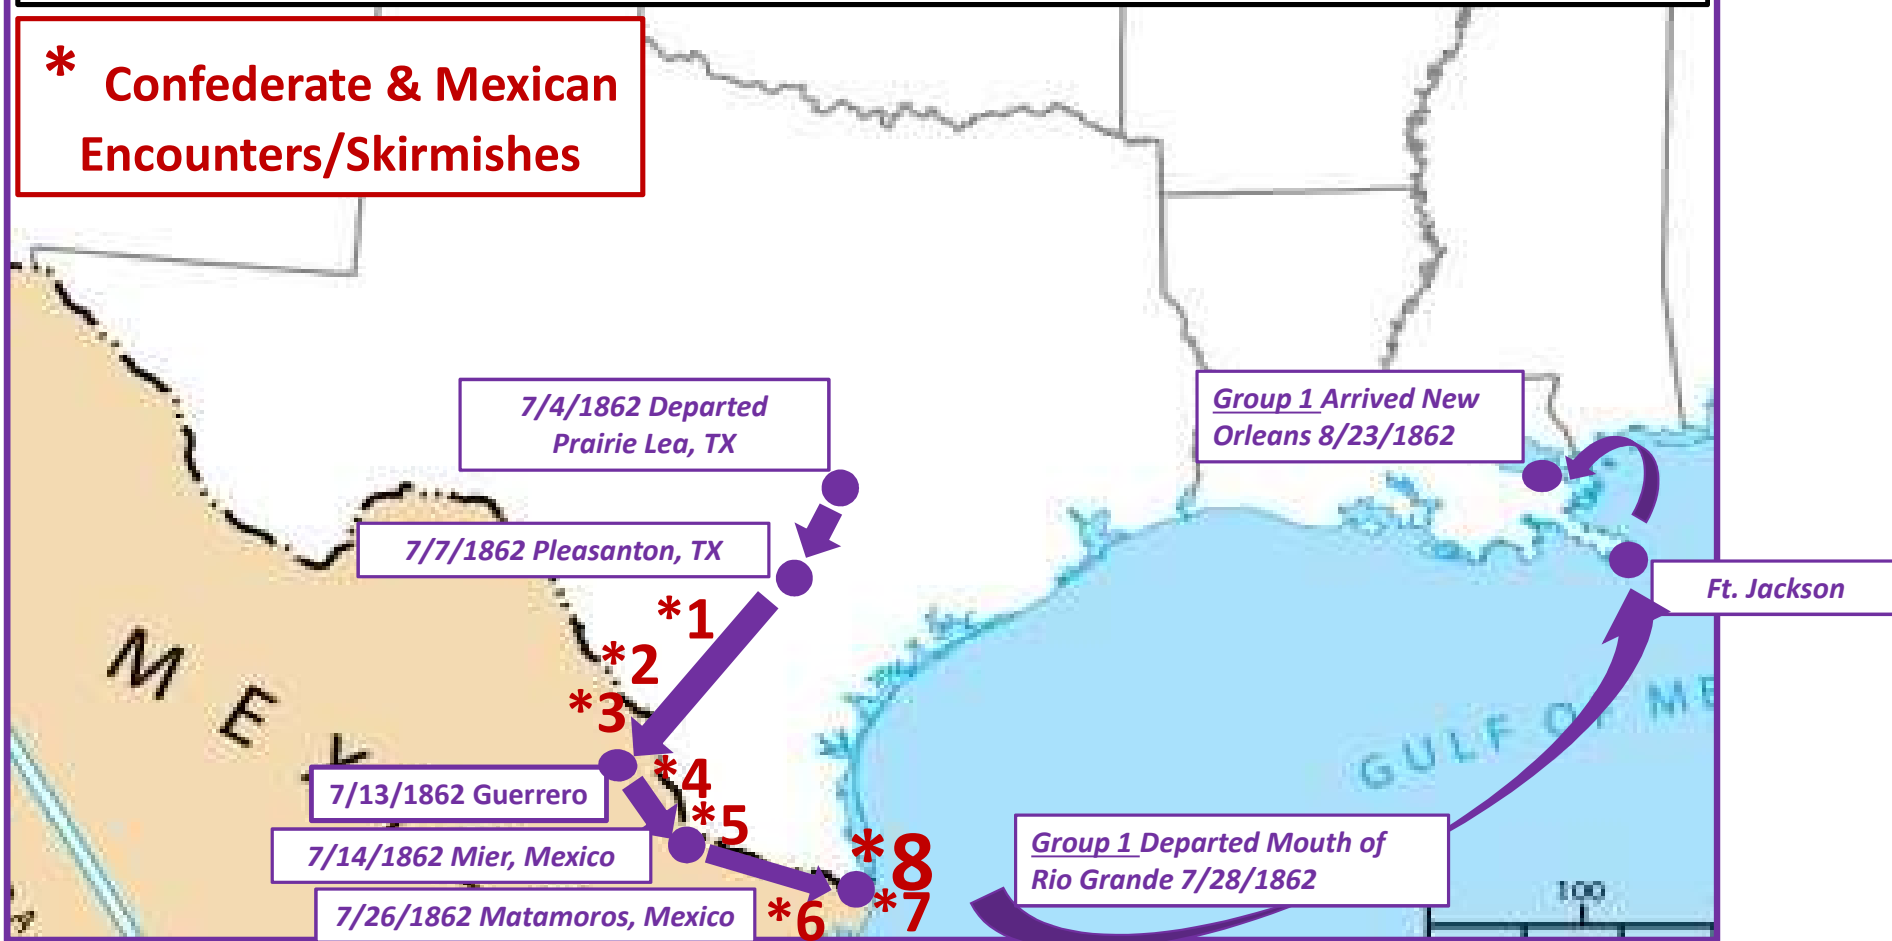 * Confederate & Mexican
Encounters/Skirmishes
7/4/1862 Departed
Prairie Lea, TX
Group 1 Arrived New
Orleans 8/23/1862
7/7/1862 Pleasanton, TX
Ft. Jackson
*1
*2
*3
M E
GULF OF ME
7/13/1862 Guerrero
*4
*5
7/14/1862 Mier, Mexico
*8
Group 1 Departed Mouth of
Rio Grande 7/28/1862
7/26/1862 Matamoros, Mexico
*6
*7
100